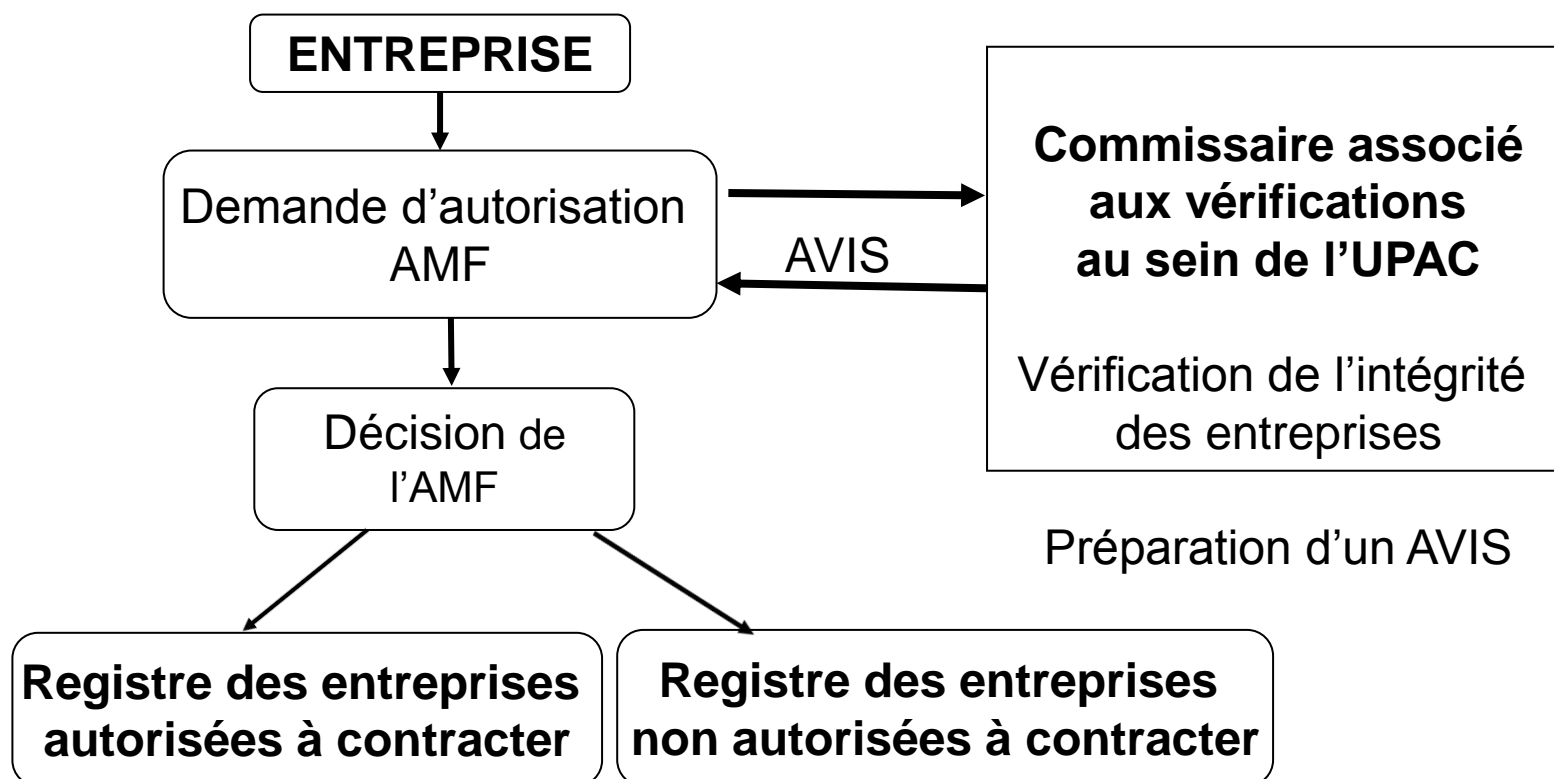 ENTREPRISE
Demande d’autorisation
AMF
AVIS
Commissaire associé
aux vérifications
au sein de l’UPAC
Vérification de l’intégrité
des entreprises
Préparation d’un AVIS
Décision de
l’AMF
Registre des entreprises
autorisées à contracter
Registre des entreprises
non autorisées à contracter